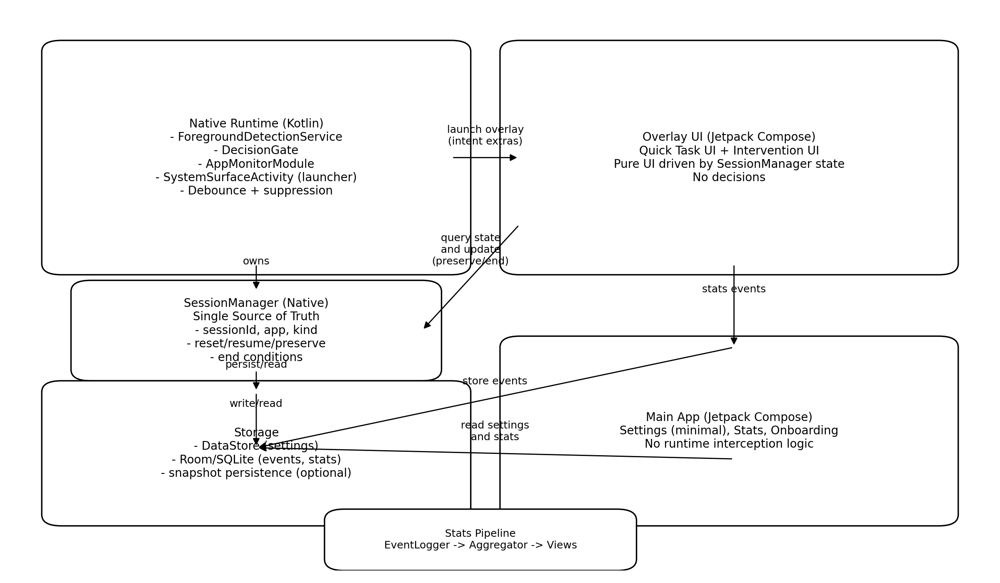 Native Runtime (Kotlin)
- ForegroundDetectionService
- DecisionGate
- AppMonitorModule
- SystemSurfaceActivity (launcher)
- Debounce + suppression
launch overlay
(intent extras)
Overlay UI (Jetpack Compose)
Quick Task UI + Intervention UI
Pure UI driven by SessionManager state
No decisions
owns
query state
and update
(preserve/end)
stats events
SessionManager (Native)
Single Source of Truth
- sessionId, app, kind
- reset/resume/preserve
- end conditions
persist/read
store events
write/read
Storage
- DataStore (settings)
- Room/SQLite (events, stats)
- snapshot persistence (optional)
read settings
and stats
Main App (Jetpack Compose)
Settings (minimal), Stats, Onboarding
No runtime interception logic
Stats Pipeline
EventLogger -> Aggregator -> Views